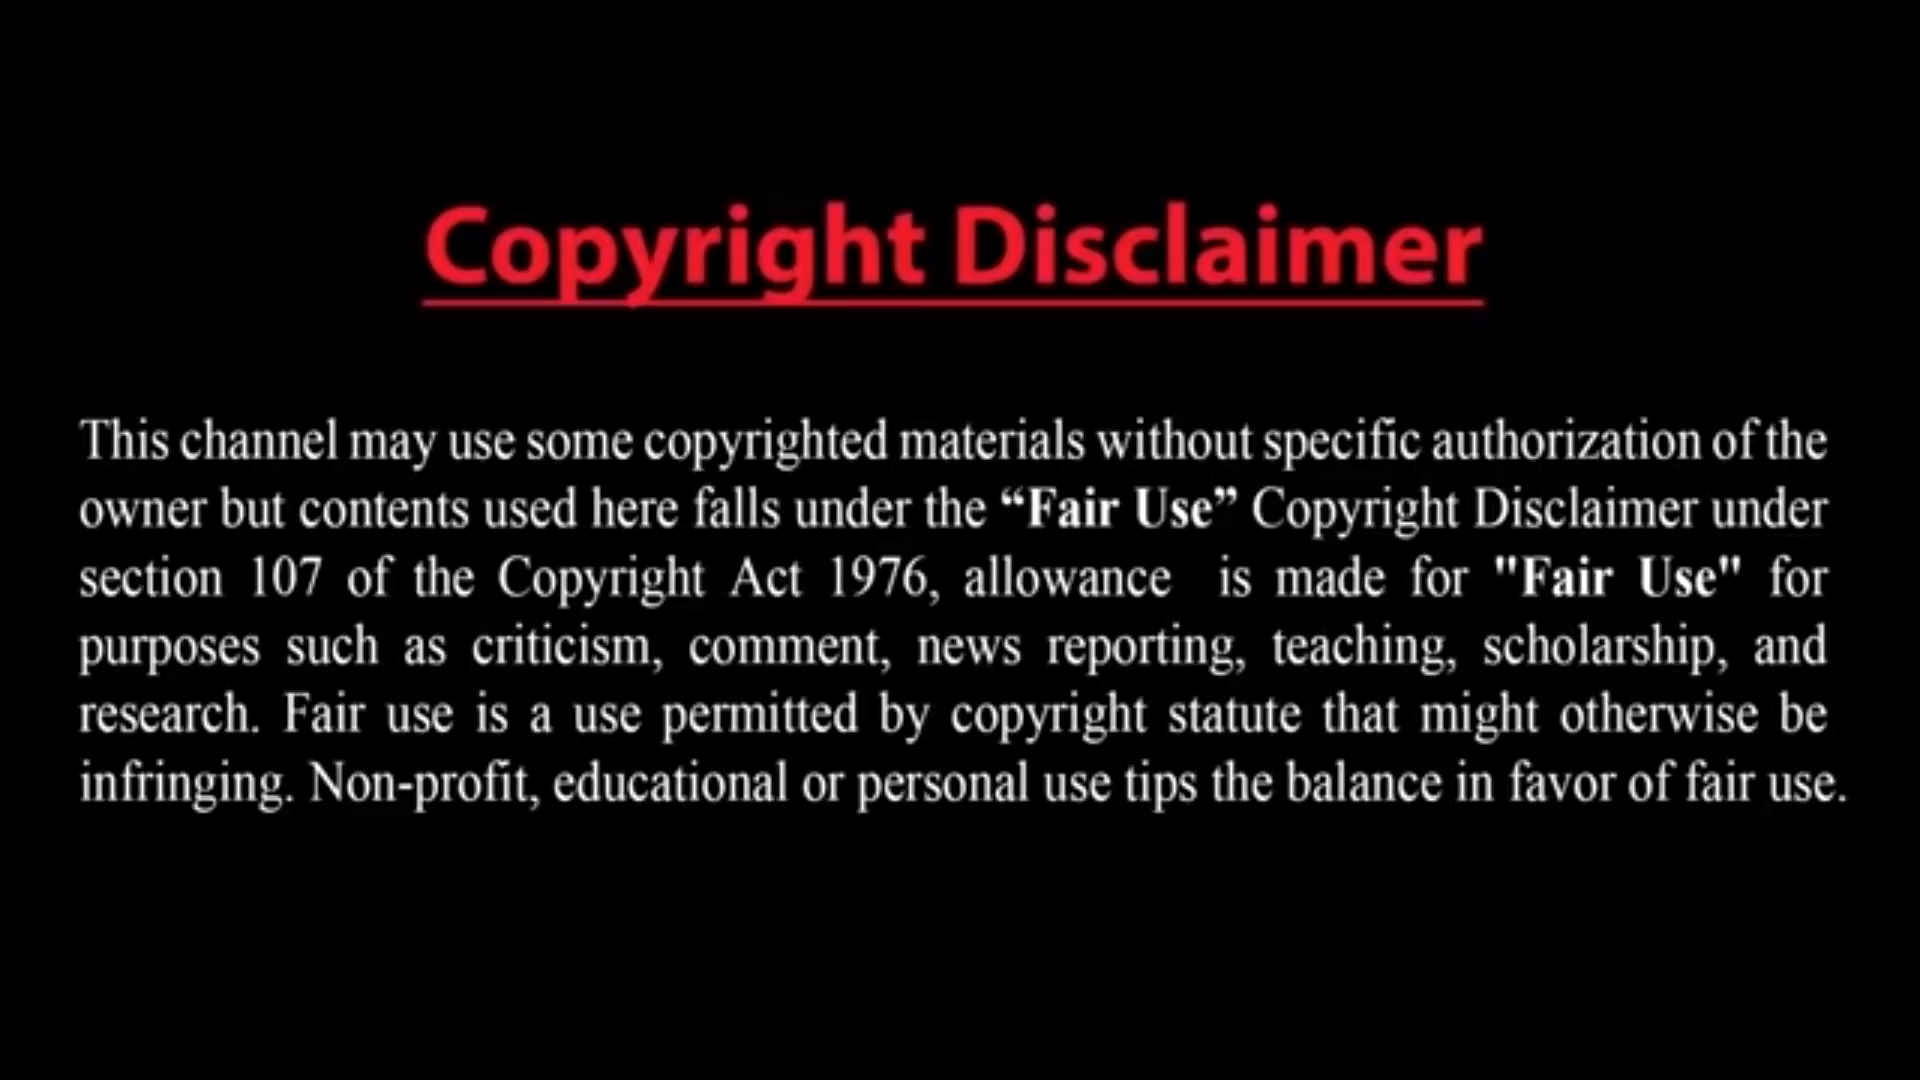 Copyright Disclaimer
This channel may use some copyrighted materials without specific authorization of the
owner but contents used here falls under the “Fair Use” Copyright Disclaimer under
section 107 of the Copyright Act 1976, allowance  is made for "Fair Use" for
purposes such as criticism, comment, news reporting, teaching, scholarship, and
research. Fair use is a use permitted by copyright statute that might otherwise be
infringing. Non-profit, educational or personal use tips the balance in favor of fair use.